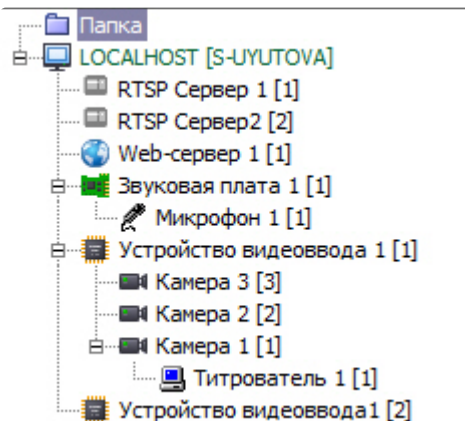 Папка
LOCALHOST [S-UYUTOVA]
RTSP Сервер 1 [1]
RTSP Сервер2 [2]
Web-сервер 1 [1]
Звуковая плата 1 [1]
Микрофон 1 [1]
Устройство видеоввода 1 [1]
Камера 3 [3]
Камера 2 [2]
Камера 1 [1]
Титрователь 1 [1]
Устройство видеоввода1 [2]